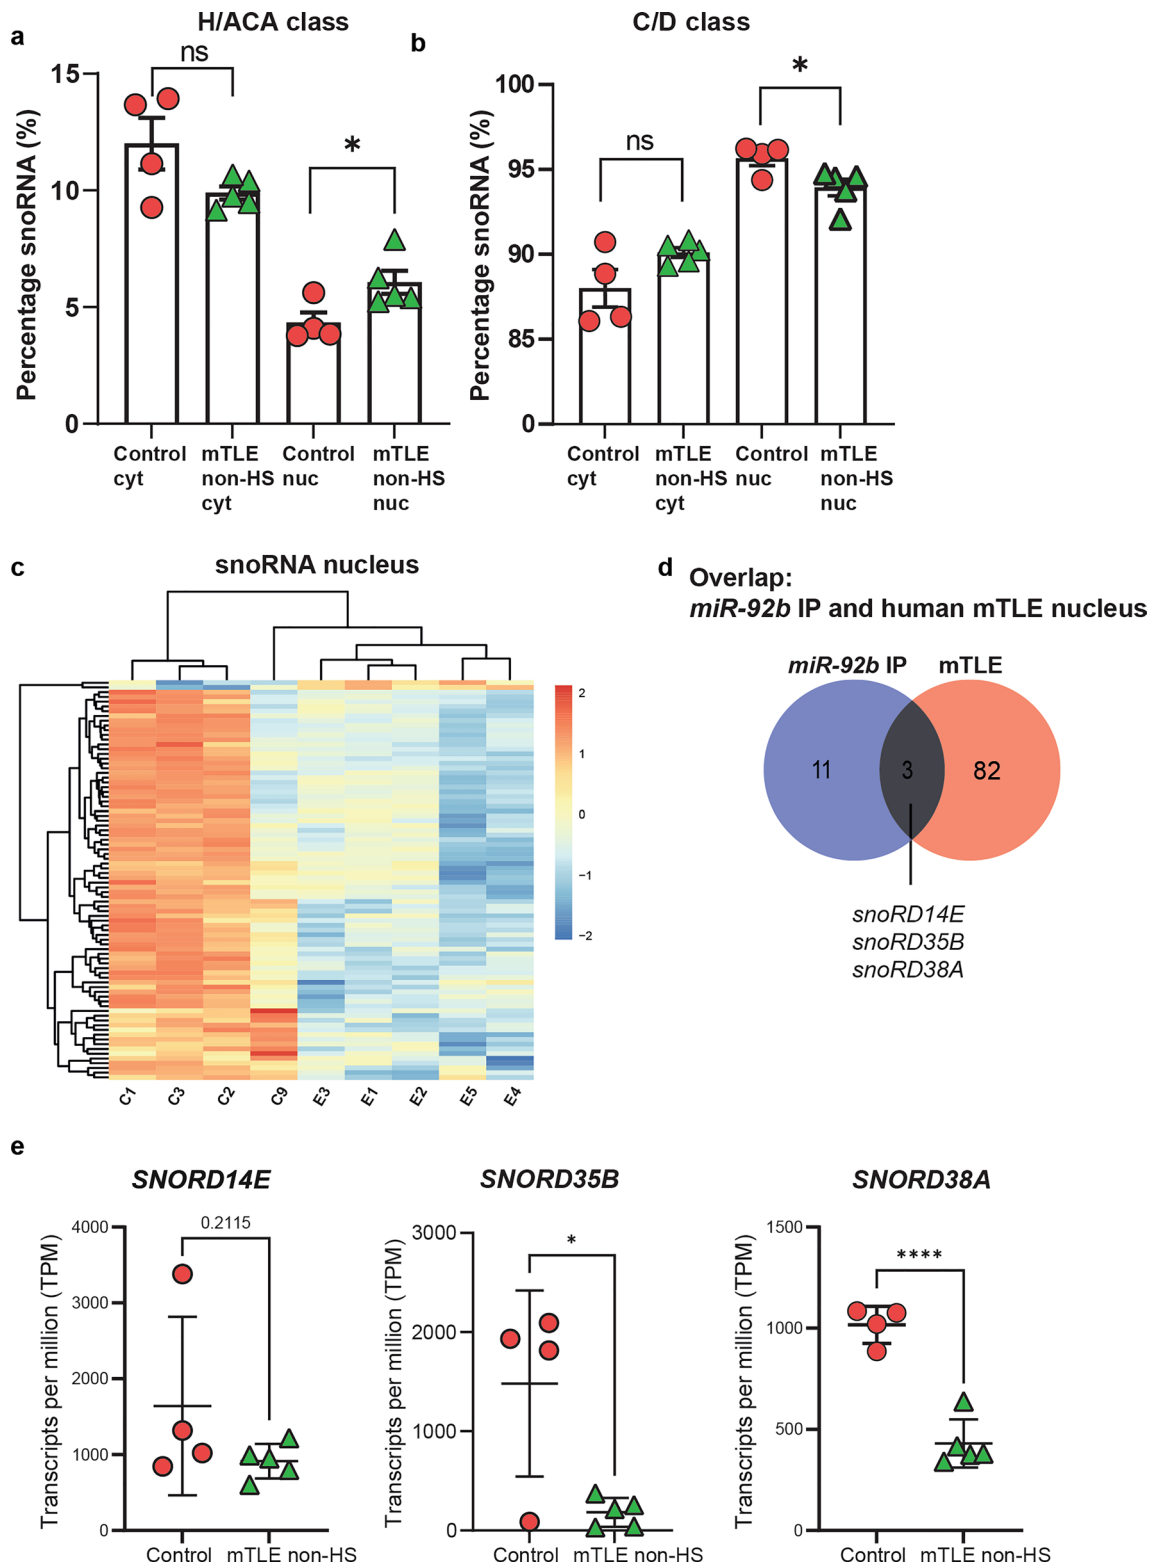 a
H/ACA class
Percentage snoRNA (%)
15
10
5
0
ns
*
Control cyt
mTLE non-HS cyt
Control nuc
mTLE non-HS nuc
b
C/D class
Percentage snoRNA (%)
100
95
90
85
0
ns
*
Control cyt
mTLE non-HS cyt
Control nuc
mTLE non-HS nuc
c
snoRNA nucleus
2
1
0
−1
−2
C1
C3
C2
C9
E3
E1
E2
E5
E4
d
Overlap:
miR-92b IP and human mTLE nucleus
miR-92b IP
mTLE
11
3
82
snoRD14E
snoRD35B
snoRD38A
e
SNORD14E
Transcripts per million (TPM)
4000
3000
2000
1000
0
0.2115
Control
mTLE non-HS
SNORD35B
Transcripts per million (TPM)
3000
2000
1000
0
*
Control
mTLE non-HS
SNORD38A
Transcripts per million (TPM)
1500
1000
500
0
****
Control
mTLE non-HS